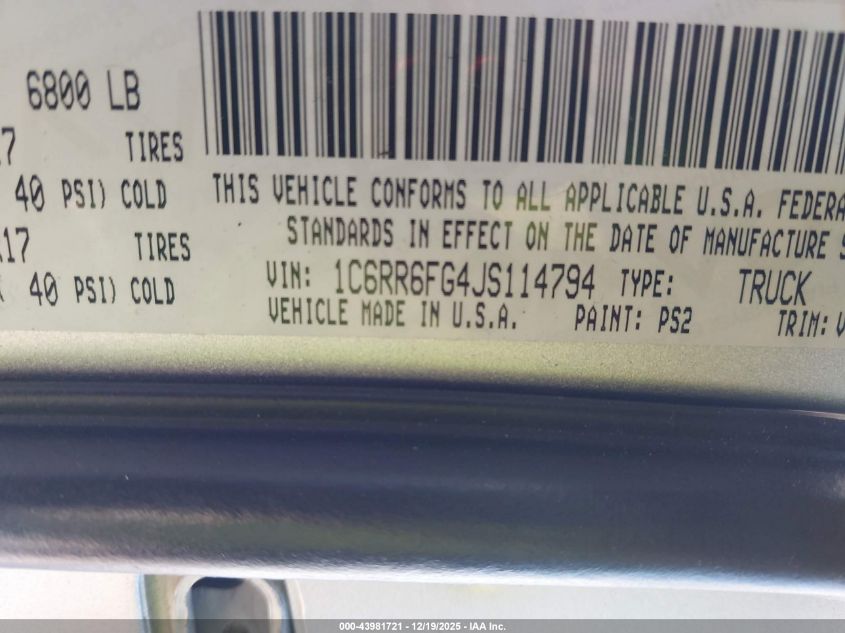 6800 LB
17 TIRES
40 PSI) COLD
17 TIRES
( 40 PSI) COLD
THIS VEHICLE CONFORMS TO ALL APPLICABLE U.S.A. FEDERA
STANDARDS IN EFFECT ON THE DATE OF MANUFACTURE S
VIN: 1C6RR6FG4JS114794 TYPE: TRUCK
VEHICLE MADE IN U.S.A. PAINT: PS2 TRIM: V
000-43981721 | 12/19/2025 - IAA Inc.